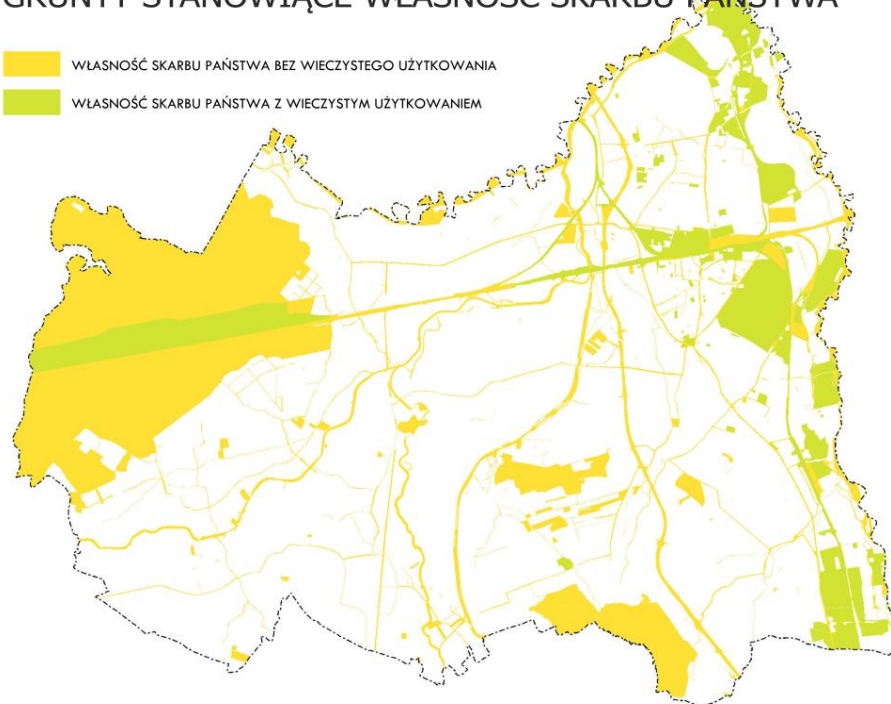 GRUNTY STANOWIĄCE WŁASNOŚĆ SKARBU PAŃSTWA
WŁASNOŚĆ SKARBU PAŃSTWA BEZ WIECZYSTEGO UŻYTKOWANIA
WŁASNOŚĆ SKARBU PAŃSTWA Z WIECZYSTYM UŻYTKOWANIEM